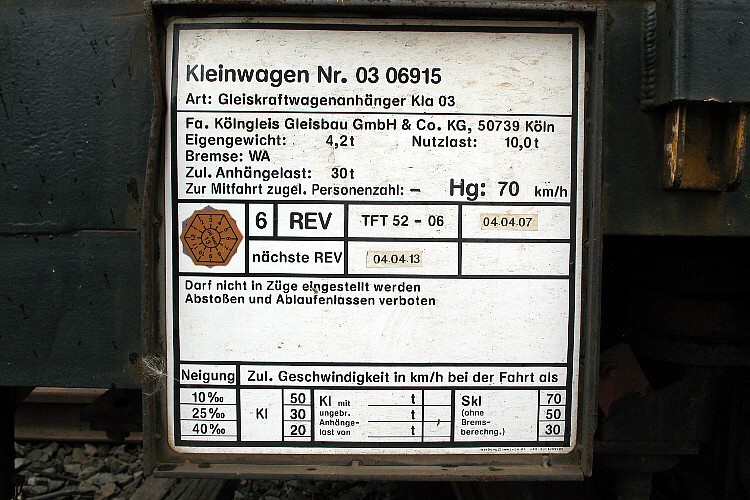 Kleinwagen Nr. 03 06915
Art: Gleiskraftwagenanhänger Kla 03
Fa. Kölngleis Gleisbau GmbH & Co. KG, 50739 Köln
Eigengewicht: 4,2t Nutzlast: 10,0t
Bremse: WA
Zul. Anhängelast: 30t
Zur Mitfahrt zugel. Personenzahl: – Hg: 70 km/h
6 REV TFT 52 - 06 04.04.07
nächste REV 04.04.13
Darf nicht in Züge eingestellt werden
Abstoßen und Ablaufenlassen verboten
Neigung Zul. Geschwindigkeit in km/h bei der Fahrt als
10‰ 50 Kl mit t Skl 70
25‰ Kl 30 ungebr. t (ohne 50
Anhänge- Brems-
40‰ 20 last von t berechng.) 30